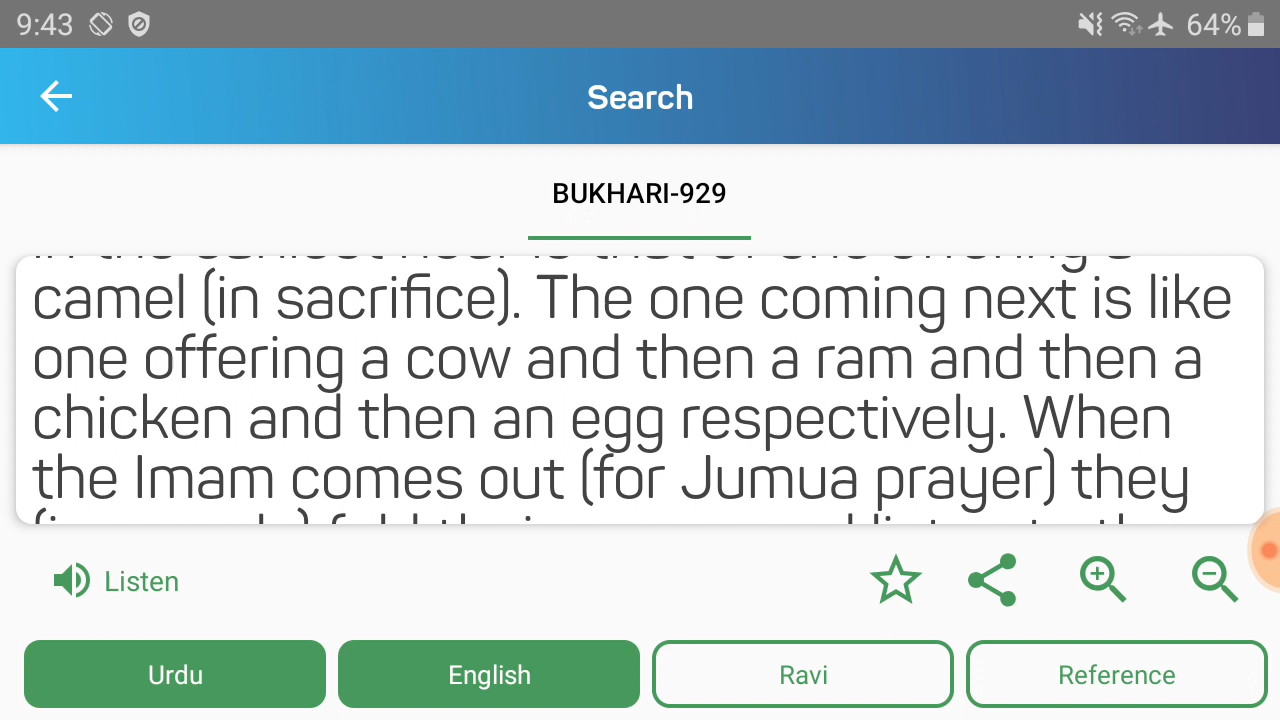 9:43
64%
Search
BUKHARI-929
camel (in sacrifice). The one coming next is like
one offering a cow and then a ram and then a
chicken and then an egg respectively. When
the Imam comes out (for Jumua prayer) they
Listen
Urdu
English
Ravi
Reference